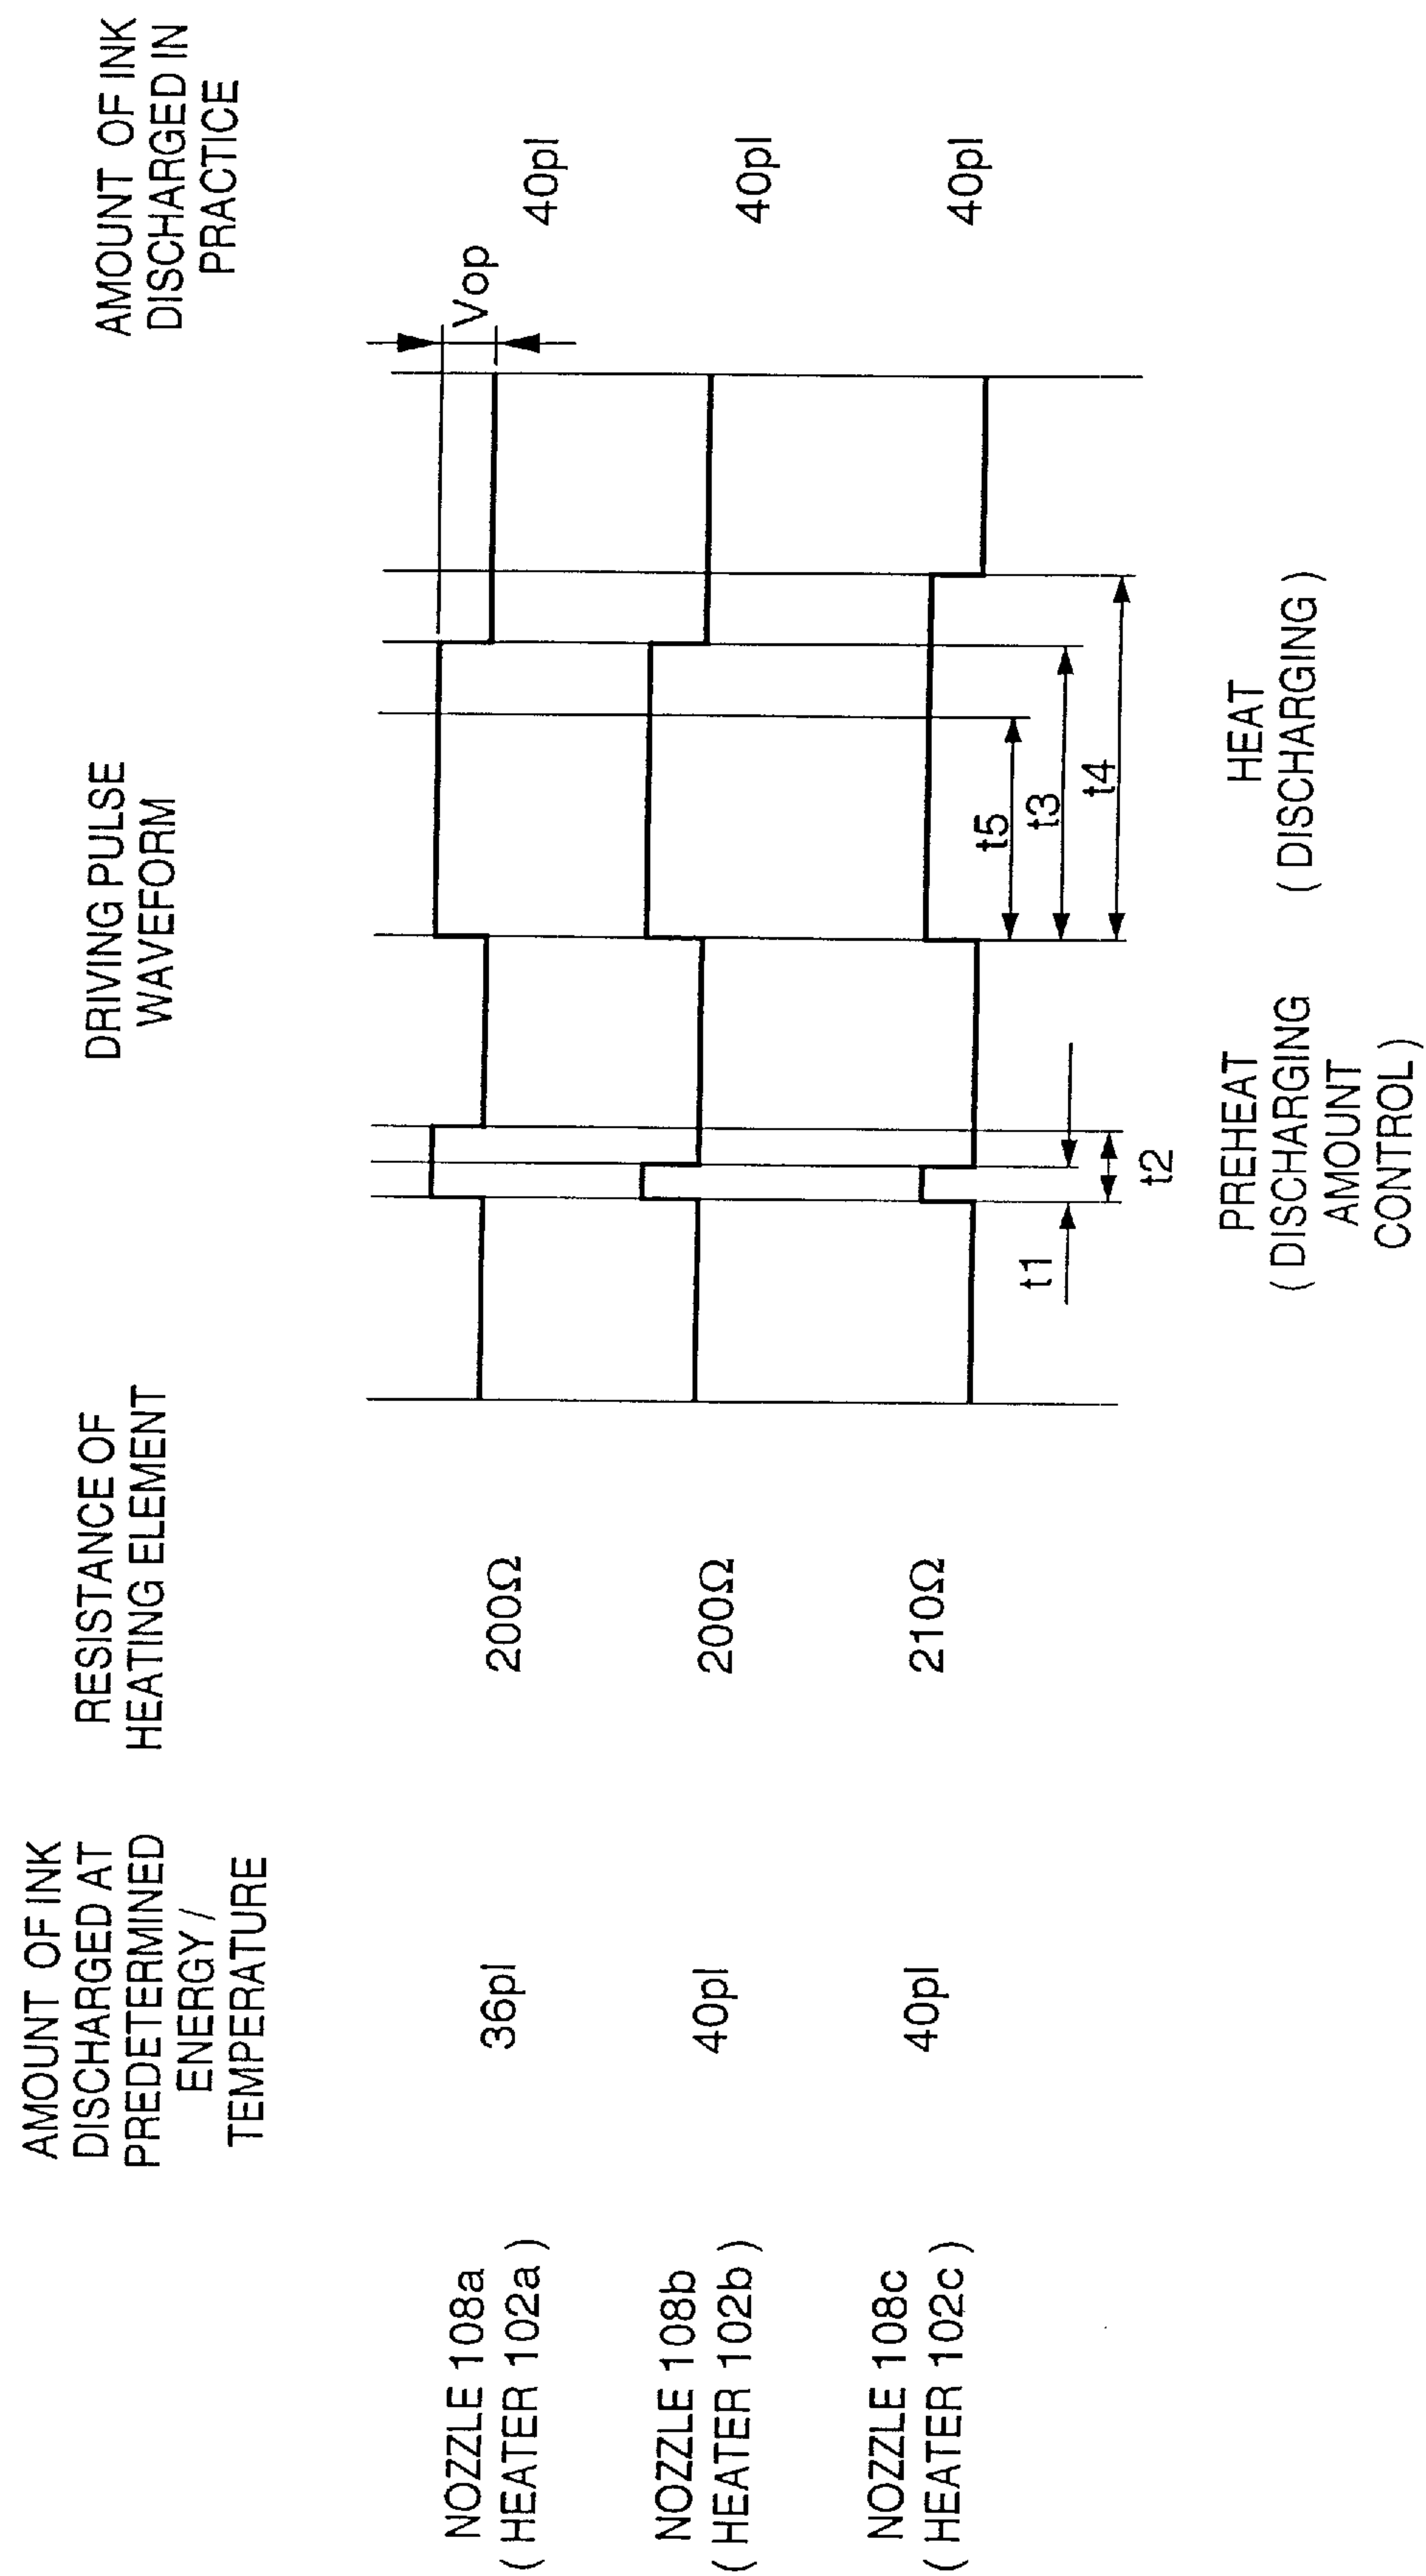 AMOUNT OF INK
DISCHARGED AT
PREDETERMINED
ENERGY /
TEMPERATURE
RESISTANCE OF
HEATING ELEMENT
DRIVING PULSE
WAVEFORM
AMOUNT OF INK
DISCHARGED IN
PRACTICE
Vop
NOZZLE 108a
( HEATER 102a )
36pl
200Ω
40pl
NOZZLE 108b
( HEATER 102b )
40pl
200Ω
40pl
NOZZLE 108c
( HEATER 102c )
40pl
210Ω
40pl
t5
t3
t1
t4
t2
PREHEAT
( DISCHARGING
AMOUNT
CONTROL )
HEAT
( DISCHARGING )